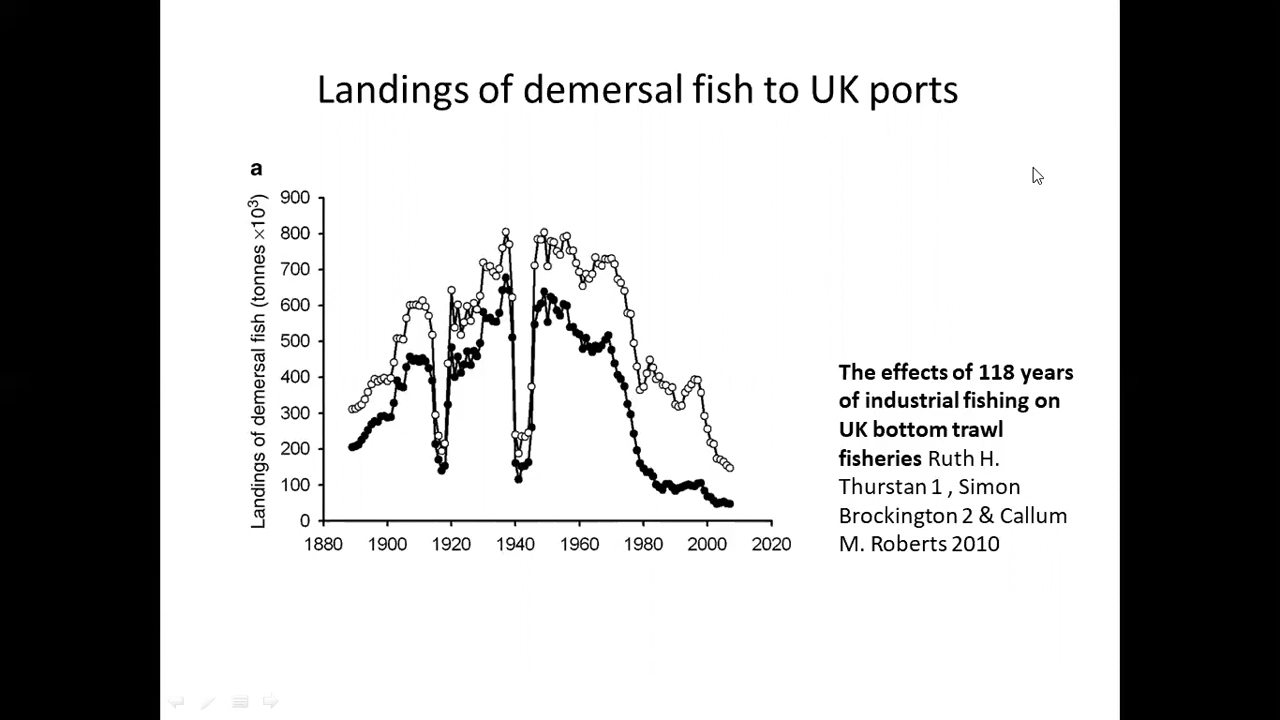 Landings of demersal fish to UK ports
a
Landings of demersal fish (tonnes ×10³)
900
800
700
600
500
400
300
200
100
0
1880 1900 1920 1940 1960 1980 2000 2020
The effects of 118 years
of industrial fishing on
UK bottom trawl
fisheries Ruth H.
Thurstan 1 , Simon
Brockington 2 & Callum
M. Roberts 2010